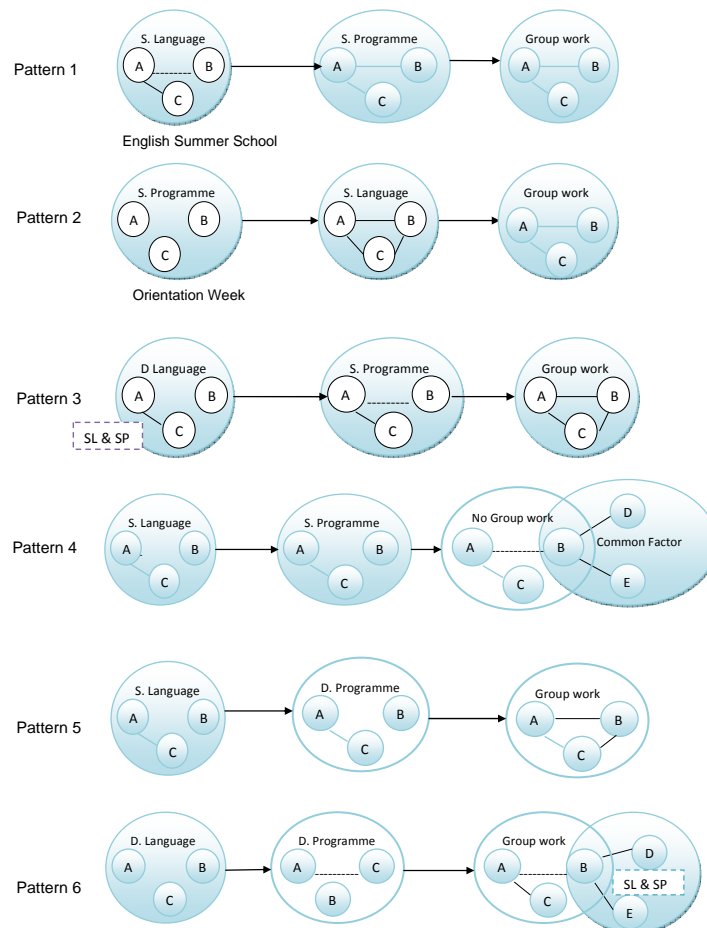 Pattern 1
S. Language
A
B
C
English Summer School
S. Programme
A
B
C
Group work
A
B
C
Pattern 2
S. Programme
A
B
C
Orientation Week
S. Language
A
B
C
Group work
A
B
C
Pattern 3
D Language
A
B
C
SL & SP
S. Programme
A
B
C
Group work
A
B
C
Pattern 4
S. Language
A
B
C
S. Programme
A
B
C
No Group work
A
B
C
D
Common Factor
E
Pattern 5
S. Language
A
B
C
D. Programme
A
B
C
Group work
A
B
C
Pattern 6
D. Language
A
B
C
D. Programme
A
C
B
Group work
A
B
C
D
SL & SP
E